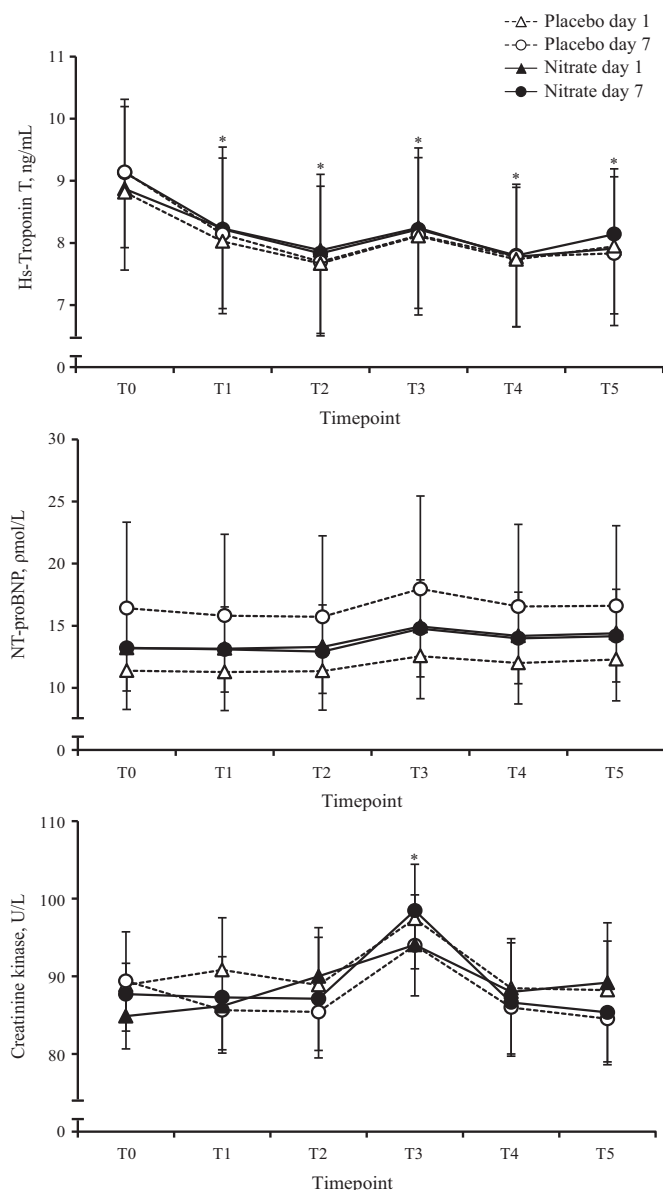 Placebo day 1
Placebo day 7
Nitrate day 1
Nitrate day 7
11
10
9
8
7
0
Hs-Troponin T, ng/mL
* * * * *
T0 T1 T2 T3 T4 T5
Timepoint
30
25
20
15
10
0
NT-proBNP, ρmol/L
T0 T1 T2 T3 T4 T5
Timepoint
110
100
90
80
0
Creatinine kinase, U/L
*
T0 T1 T2 T3 T4 T5
Timepoint